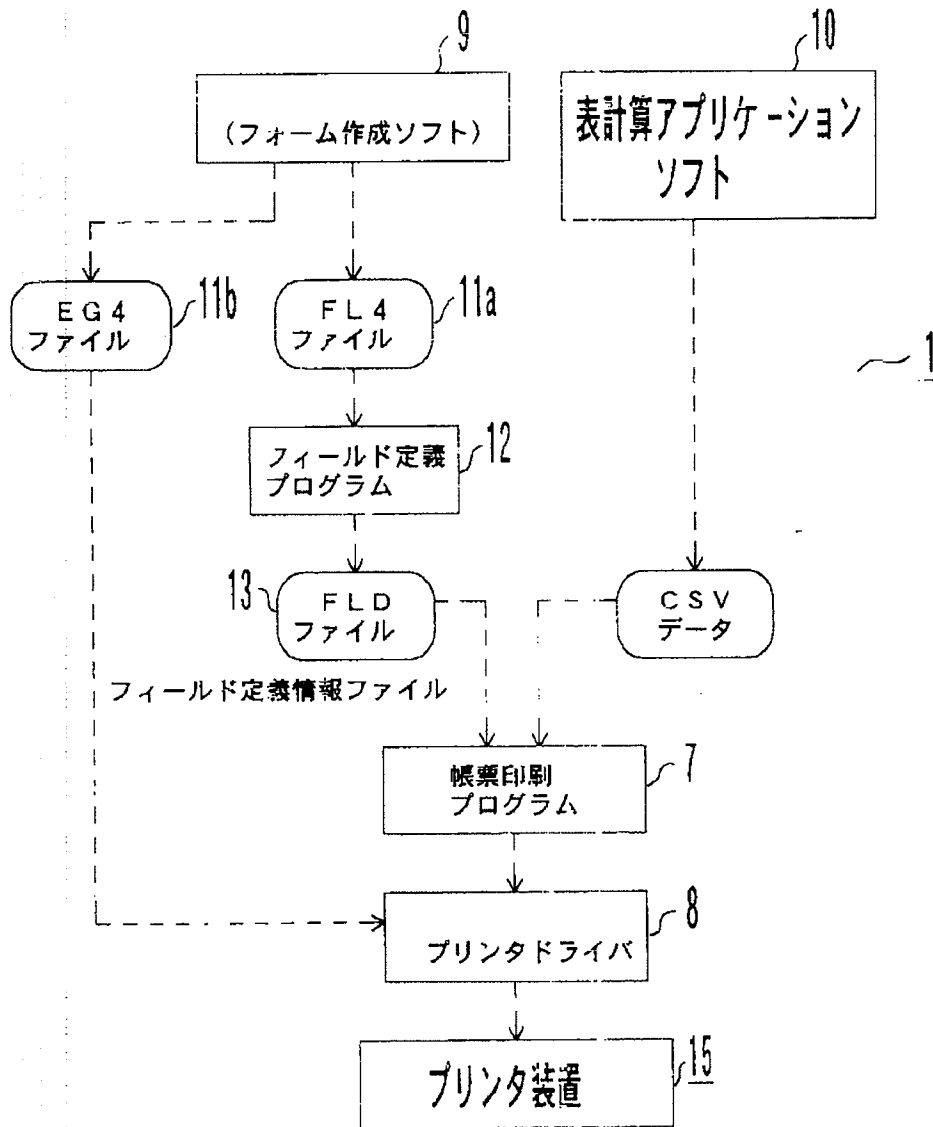 9
10
(フォーム作成ソフト)
表計算アプリケーション
ソフト
EG4
ファイル
11b
FL4
ファイル
11a
1
フィールド定義
プログラム
12
13
FLD
ファイル
CSV
データ
フィールド定義情報ファイル
帳票印刷
プログラム
7
プリンタドライバ
8
プリンタ装置
15